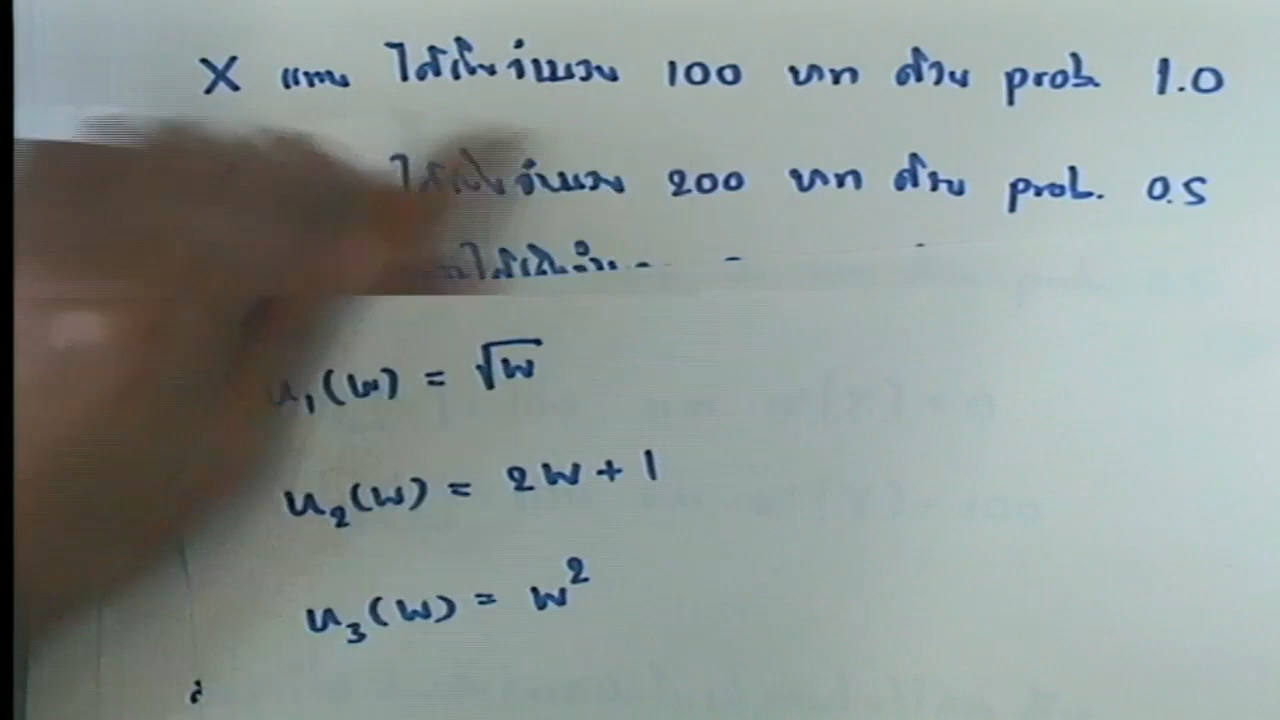 X แทน ได้เงินจำนวน 100 บาท ด้วย prob. 1.0
ได้เงินจำนวน 200 บาท ด้วย prob. 0.5
u₁(w) = √w
u₂(w) = 2w + 1
u₃(w) = w²